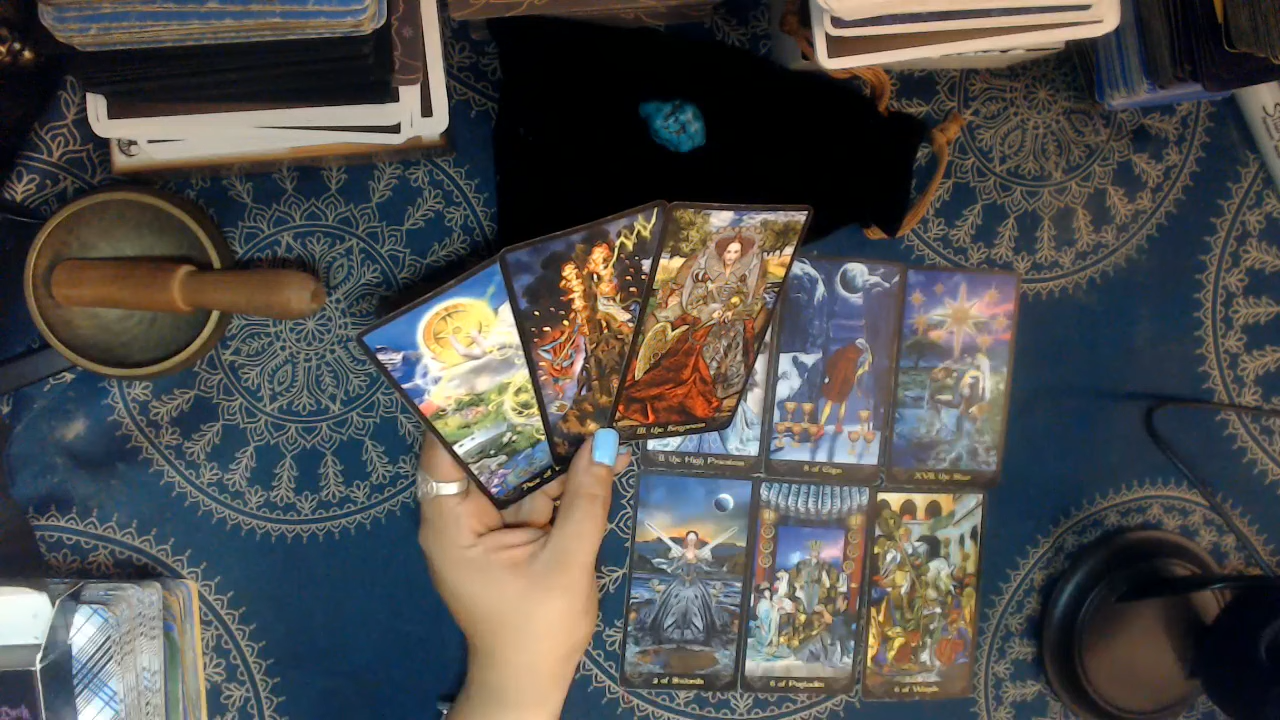 III. the Empress
II the High Priestess
5 of Cups
XVII. the Star
2 of Swords
6 of Pentacles
6 of Wands